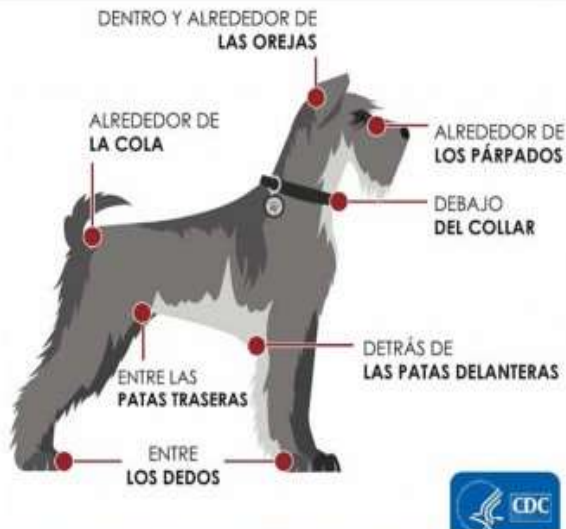 DENTRO Y ALREDEDOR DE
LAS OREJAS
ALREDEDOR DE
LA COLA
ALREDEDOR DE
LOS PÁRPADOS
DEBAJO
DEL COLLAR
DETRÁS DE
LAS PATAS DELANTERAS
ENTRE LAS
PATAS TRASERAS
ENTRE
LOS DEDOS
CDC